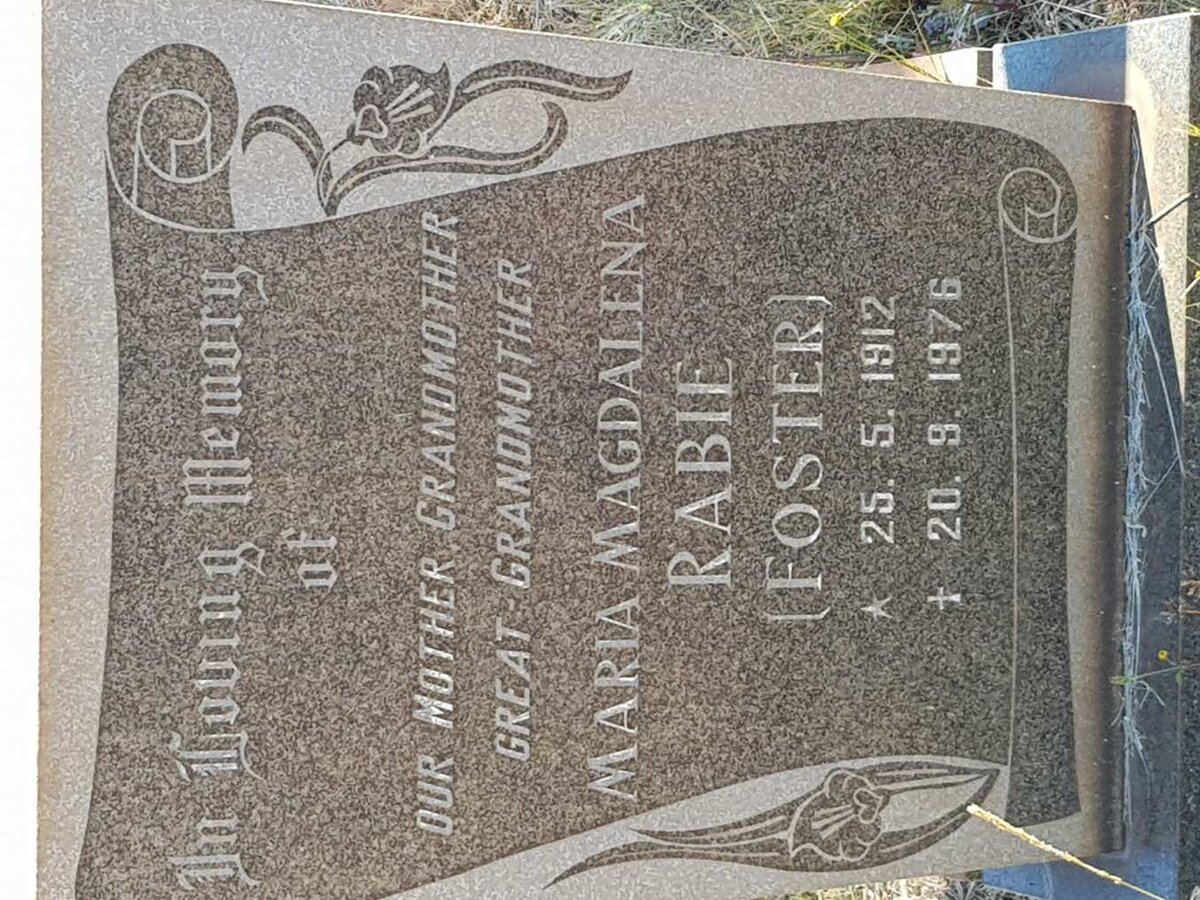 In Loving Memory
of
OUR MOTHER, GRANDMOTHER
GREAT-GRANDMOTHER
MARIA MAGDALENA
RABIE
(FOSTER)
★ 25. 5. 1912
✝ 20. 9. 1976